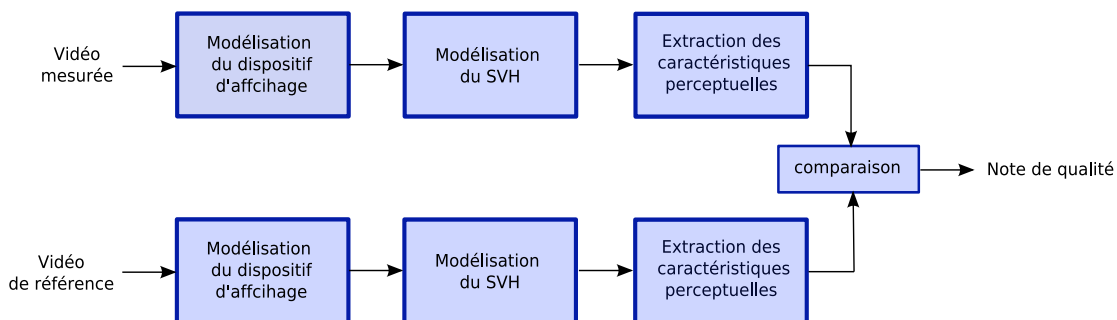 Vidéo
mesurée
Modélisation
du dispositif
d'affcihage
Modélisation
du SVH
Extraction des
caractéristiques
perceptuelles
comparaison
Note de qualité
Vidéo
de référence
Modélisation
du dispositif
d'affcihage
Modélisation
du SVH
Extraction des
caractéristiques
perceptuelles